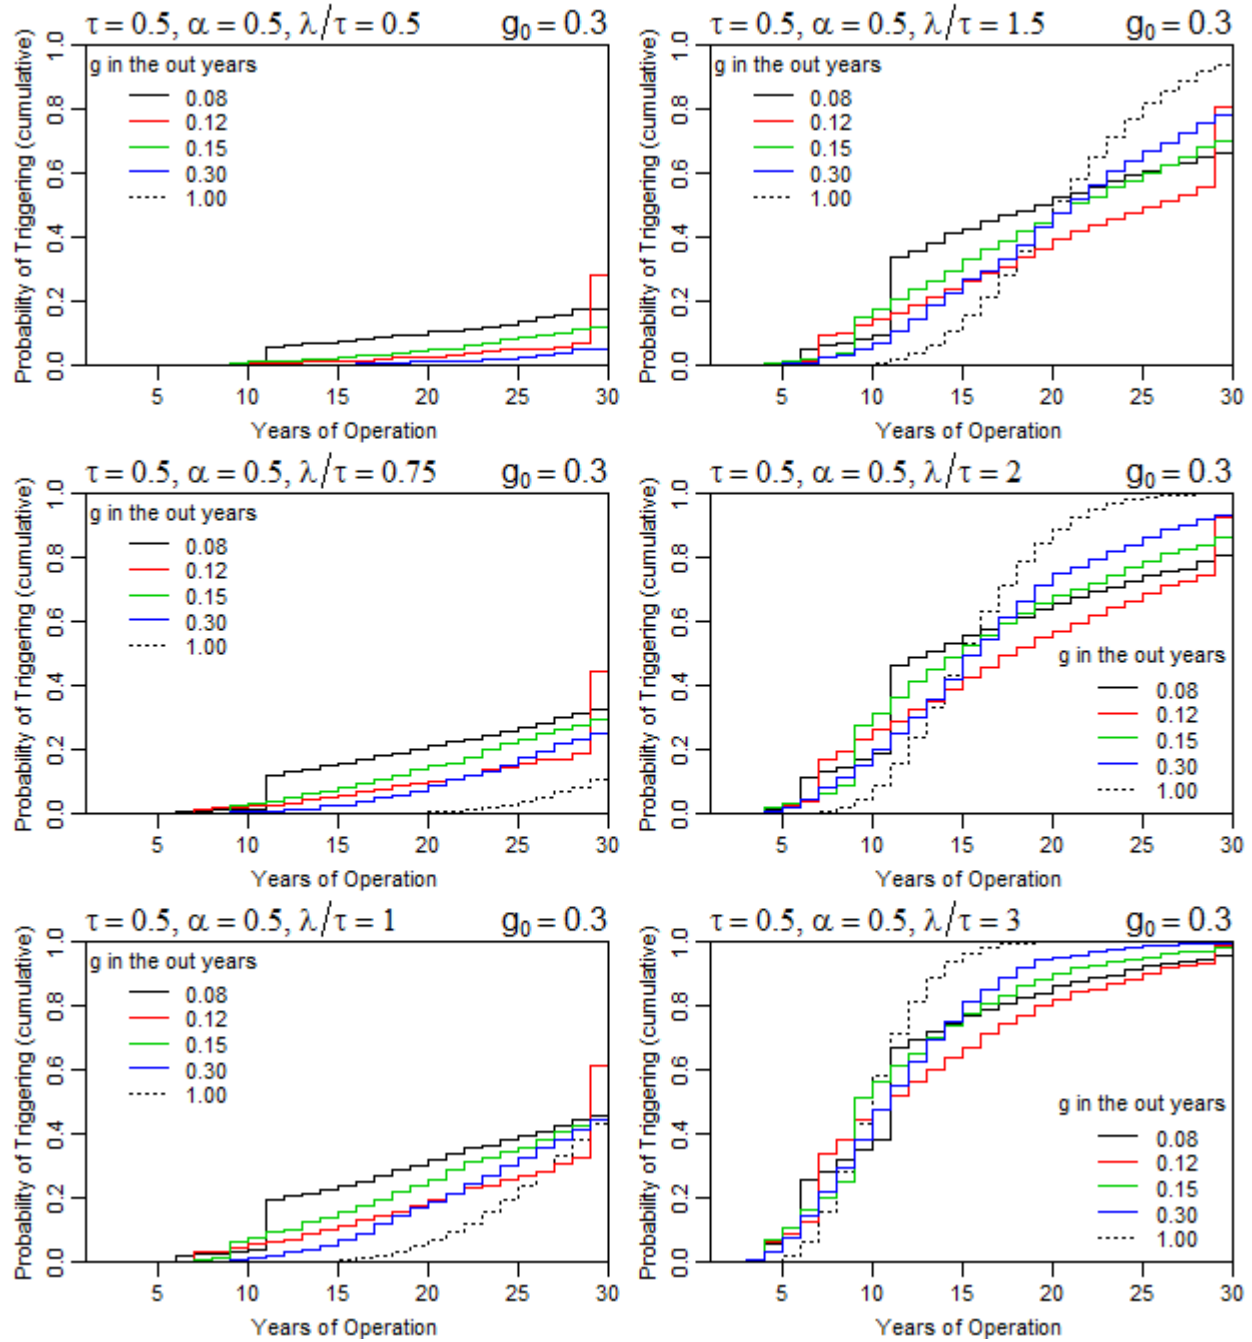 τ = 0.5, α = 0.5, λ/τ = 0.5 g₀ = 0.3
Probability of Triggering (cumulative)
0.0 0.2 0.4 0.6 0.8 1.0
g in the out years
0.08
0.12
0.15
0.30
1.00
5 10 15 20 25 30
Years of Operation
τ = 0.5, α = 0.5, λ/τ = 1.5 g₀ = 0.3
Probability of Triggering (cumulative)
0.0 0.2 0.4 0.6 0.8 1.0
g in the out years
0.08
0.12
0.15
0.30
1.00
5 10 15 20 25 30
Years of Operation
τ = 0.5, α = 0.5, λ/τ = 0.75 g₀ = 0.3
Probability of Triggering (cumulative)
0.0 0.2 0.4 0.6 0.8 1.0
g in the out years
0.08
0.12
0.15
0.30
1.00
5 10 15 20 25 30
Years of Operation
τ = 0.5, α = 0.5, λ/τ = 2 g₀ = 0.3
Probability of Triggering (cumulative)
0.0 0.2 0.4 0.6 0.8 1.0
g in the out years
0.08
0.12
0.15
0.30
1.00
5 10 15 20 25 30
Years of Operation
τ = 0.5, α = 0.5, λ/τ = 1 g₀ = 0.3
Probability of Triggering (cumulative)
0.0 0.2 0.4 0.6 0.8 1.0
g in the out years
0.08
0.12
0.15
0.30
1.00
5 10 15 20 25 30
Years of Operation
τ = 0.5, α = 0.5, λ/τ = 3 g₀ = 0.3
Probability of Triggering (cumulative)
0.0 0.2 0.4 0.6 0.8 1.0
g in the out years
0.08
0.12
0.15
0.30
1.00
5 10 15 20 25 30
Years of Operation